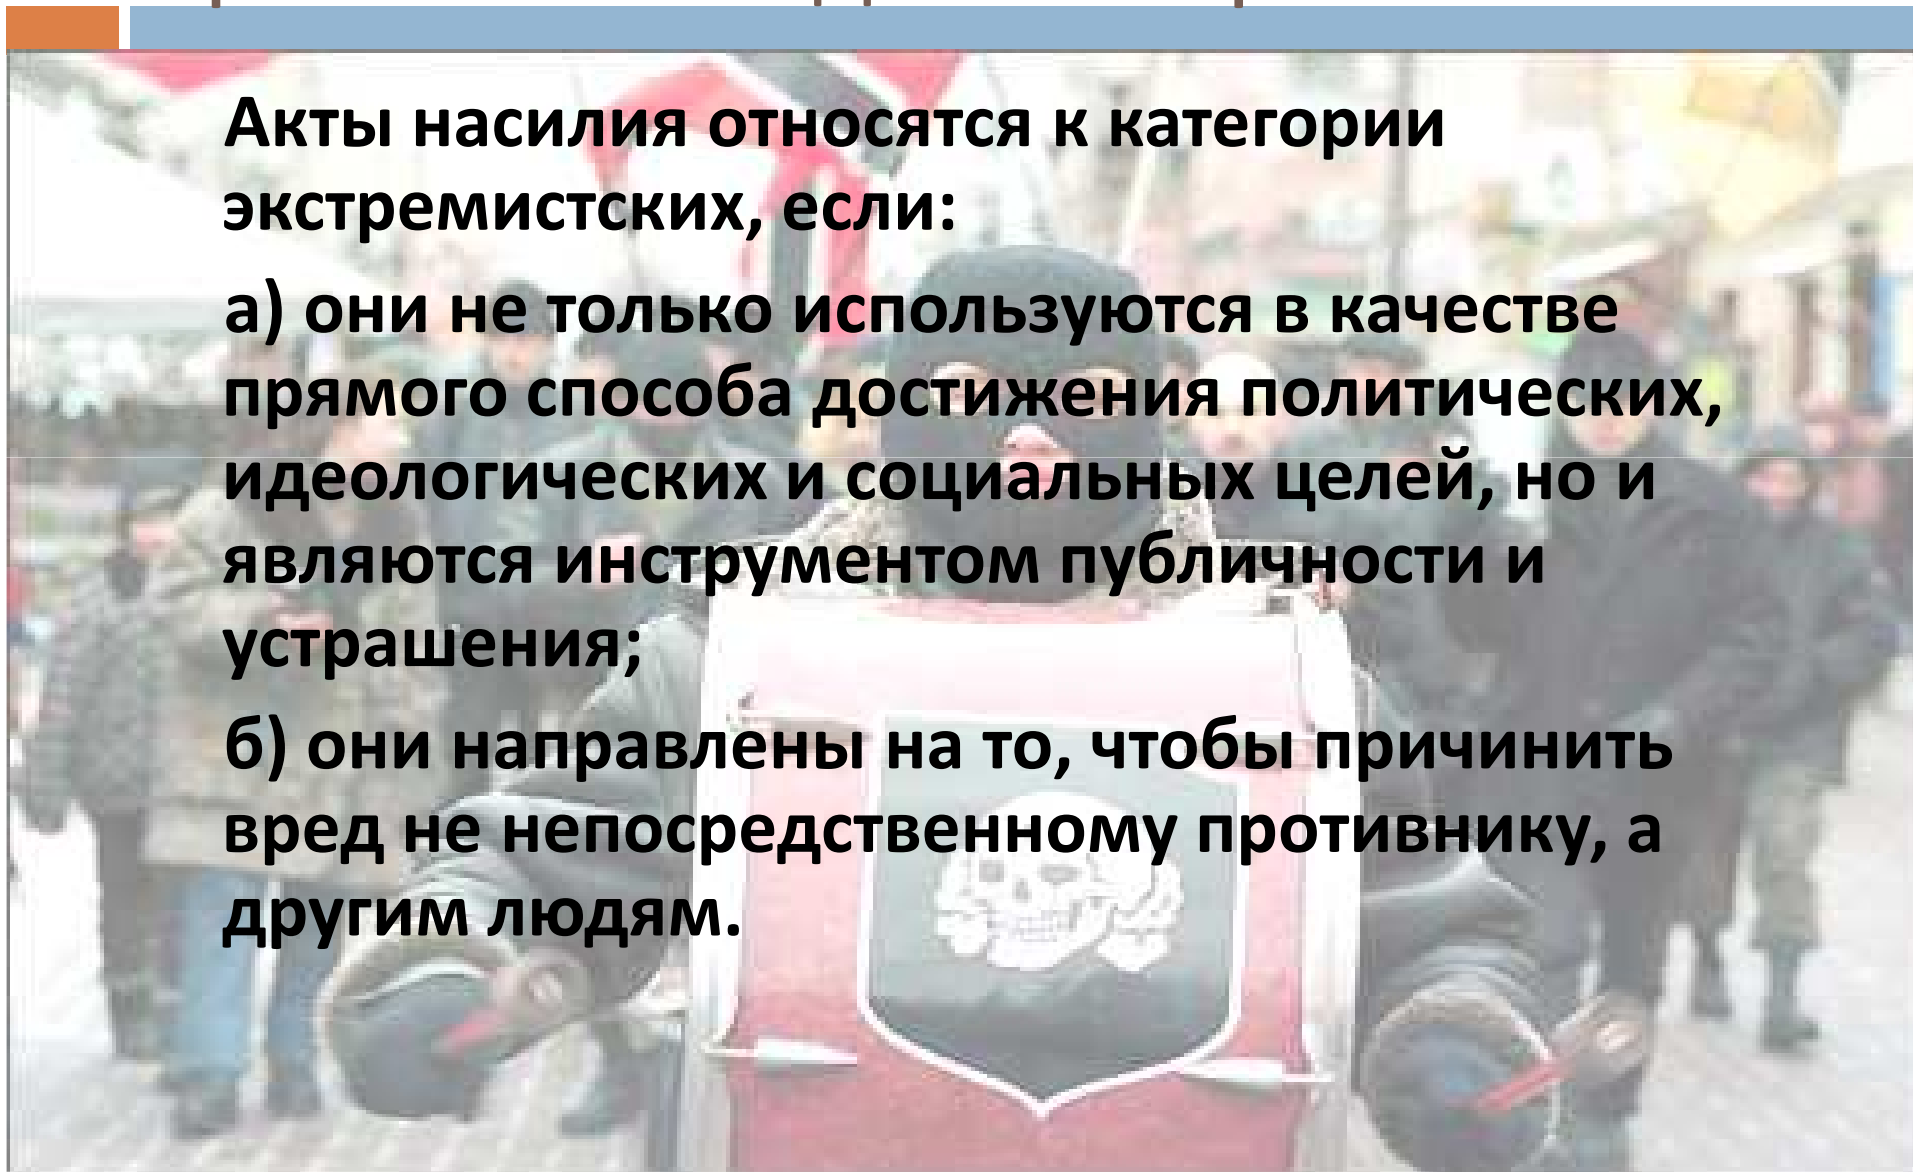 Акты насилия относятся к категории
экстремистских, если:
а) они не только используются в качестве
прямого способа достижения политических,
идеологических и социальных целей, но и
являются инструментом публичности и
устрашения;
б) они направлены на то, чтобы причинить
вред не непосредственному противнику, а
другим людям.